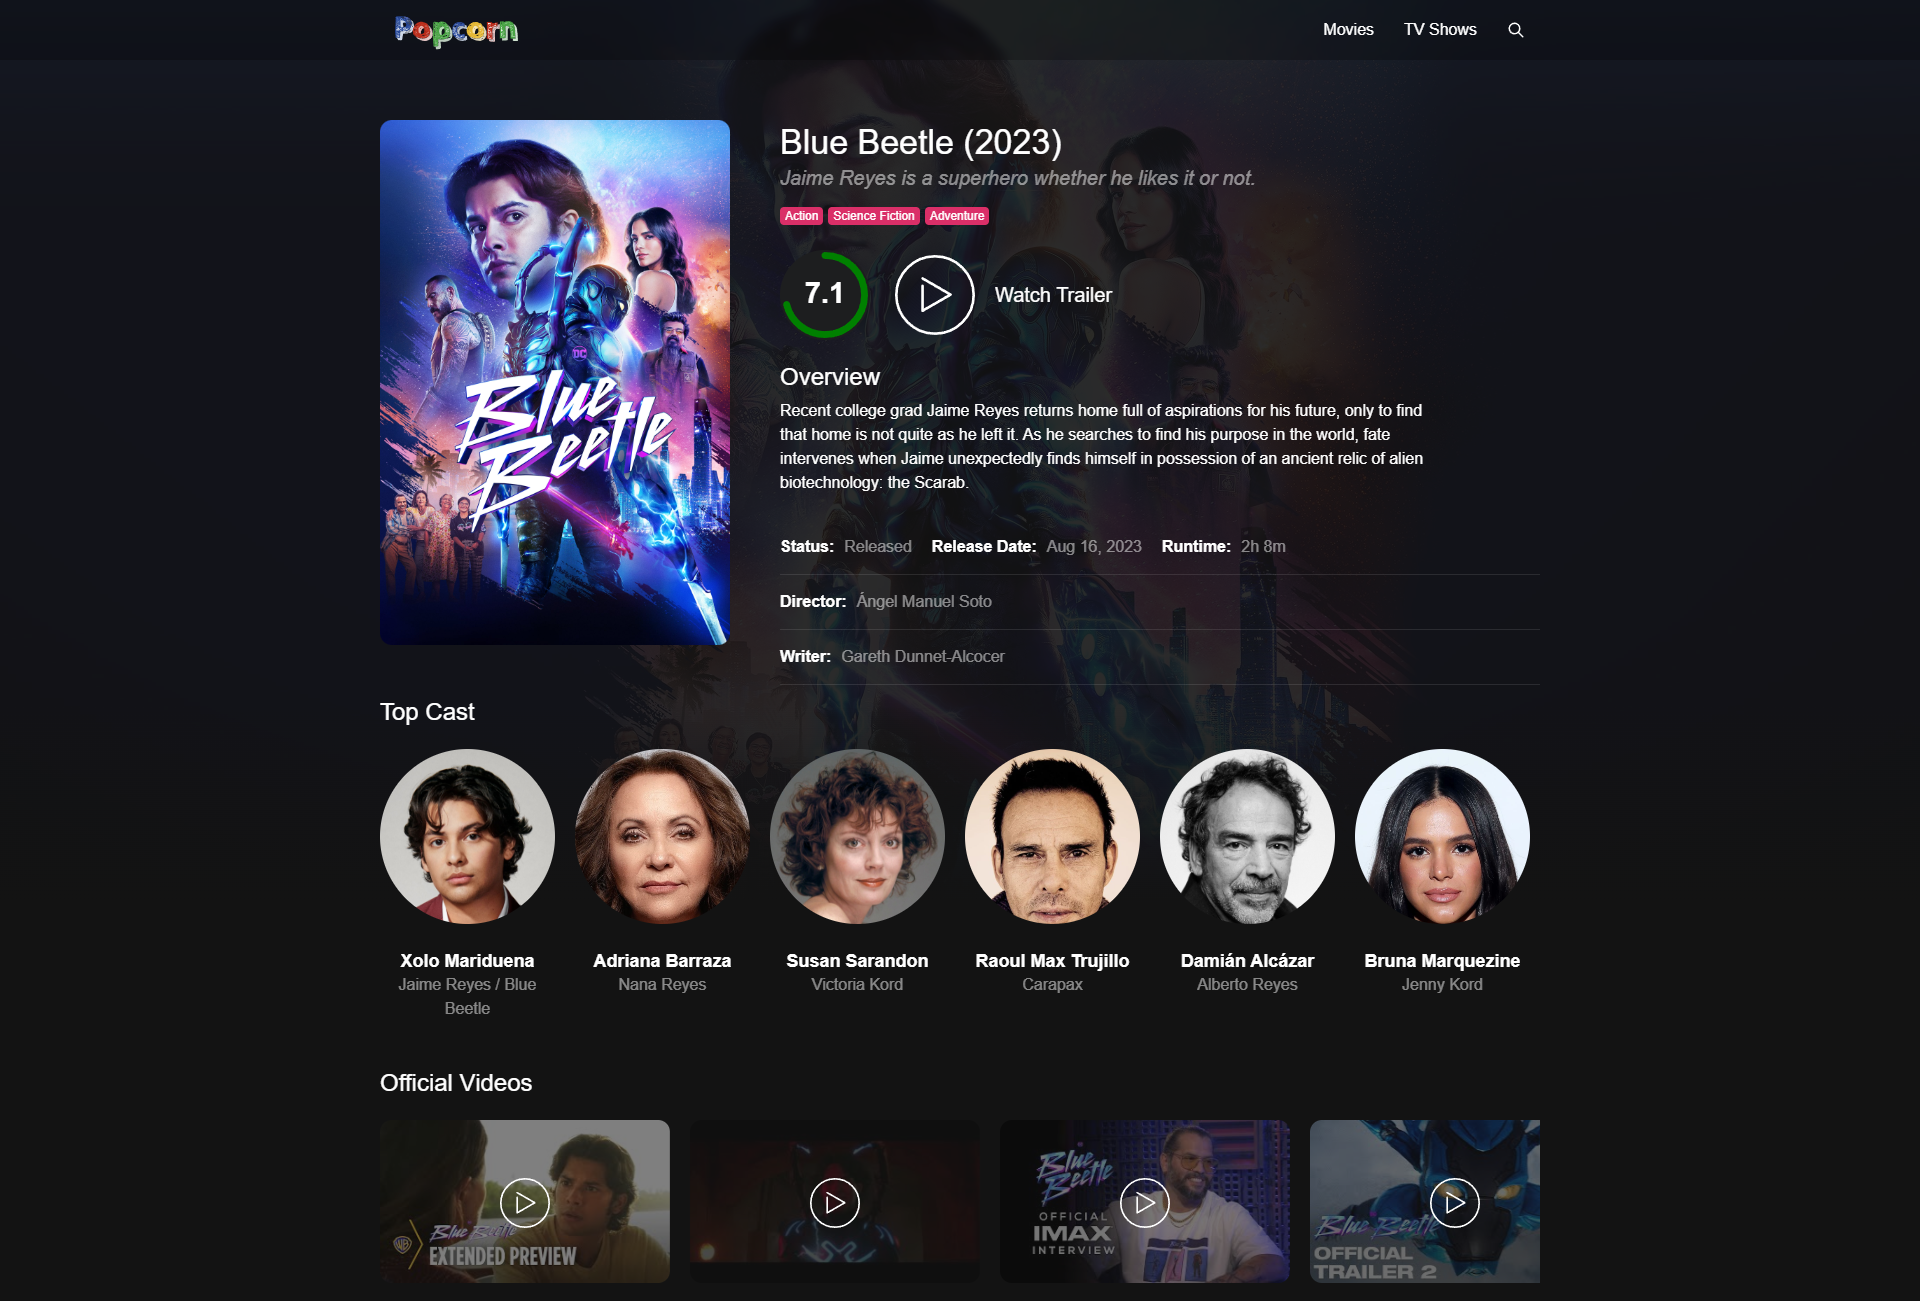 Popcorn
Movies
TV Shows
DC
Blue
Beetle
Blue Beetle (2023)
Jaime Reyes is a superhero whether he likes it or not.
Action
Science Fiction
Adventure
7.1
Watch Trailer
Overview
Recent college grad Jaime Reyes returns home full of aspirations for his future, only to find
that home is not quite as he left it. As he searches to find his purpose in the world, fate
intervenes when Jaime unexpectedly finds himself in possession of an ancient relic of alien
biotechnology: the Scarab.
Status: Released Release Date: Aug 16, 2023 Runtime: 2h 8m
Director: Ángel Manuel Soto
Writer: Gareth Dunnet-Alcocer
Top Cast
Xolo Mariduena
Jaime Reyes / Blue
Beetle
Adriana Barraza
Nana Reyes
Susan Sarandon
Victoria Kord
Raoul Max Trujillo
Carapax
Damián Alcázar
Alberto Reyes
Bruna Marquezine
Jenny Kord
Official Videos
WB
Blue Beetle
EXTENDED PREVIEW
Blue
Beetle
OFFICIAL
IMAX
INTERVIEW
Blue Beetle
OFFICIAL
TRAILER 2